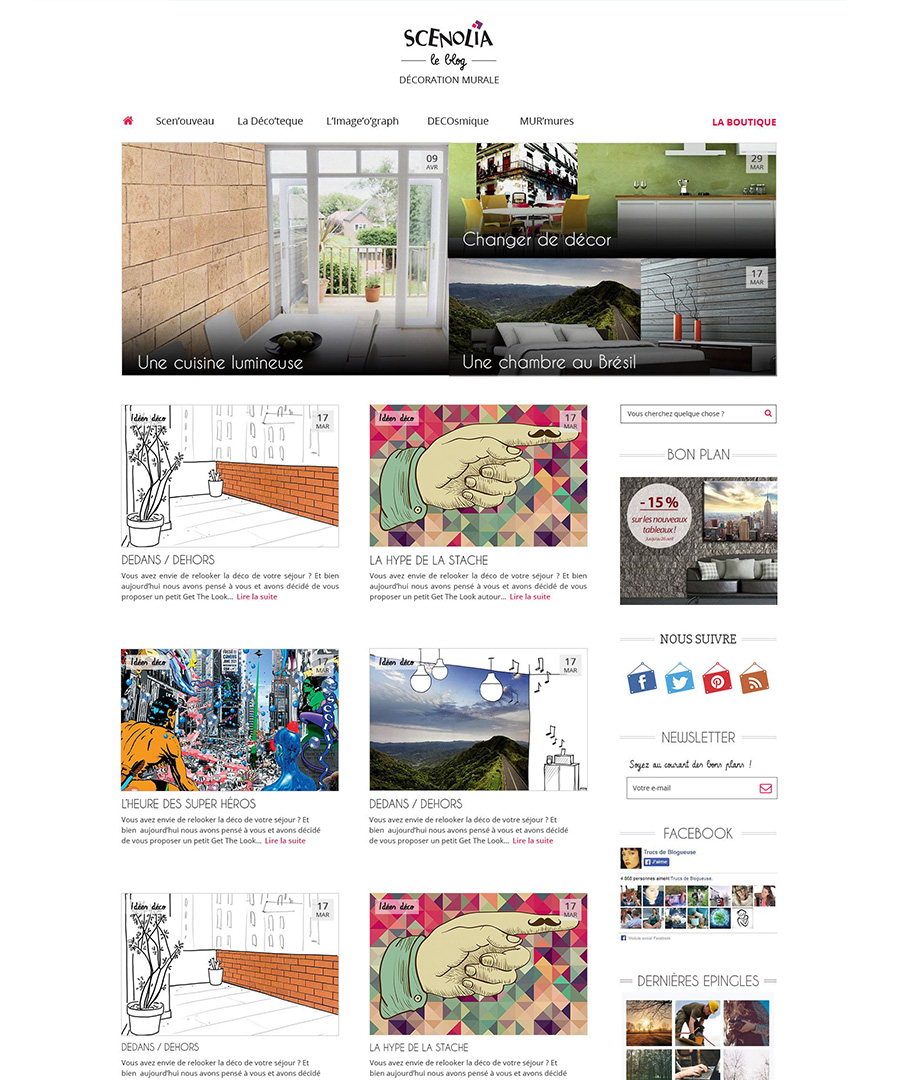 SCENOLIA
le blog
DÉCORATION MURALE
Scen'ouveau La Déco'teque L'Image'o'graph DECOsmique MUR'mures LA BOUTIQUE
09
AVR
Une cuisine lumineuse
29
MAR
Changer de décor
17
MAR
Une chambre au Brésil
Idées déco
17
MAR
DEDANS / DEHORS
Vous avez envie de relooker la déco de votre séjour ? Et bien
aujourd'hui nous avons pensé à vous et avons décidé de vous
proposer un petit Get The Look... Lire la suite
Idées déco
17
MAR
LA HYPE DE LA STACHE
Vous avez envie de relooker la déco de votre séjour ? Et bien
aujourd'hui nous avons pensé à vous et avons décidé de vous
proposer un petit Get The Look autour... Lire la suite
Idées déco
17
MAR
L'HEURE DES SUPER HÉROS
Vous avez envie de relooker la déco de votre séjour ? Et
bien aujourd'hui nous avons pensé à vous et avons décidé
de vous proposer un petit Get The Look... Lire la suite
Idées déco
17
MAR
DEDANS / DEHORS
Vous avez envie de relooker la déco de votre séjour ? Et
bien aujourd'hui nous avons pensé à vous et avons décidé
de vous proposer un petit Get The Look... Lire la suite
Idées déco
17
MAR
DEDANS / DEHORS
Vous avez envie de relooker la déco de votre séjour ? Et
bien aujourd'hui nous avons pensé à vous et avons décidé
Idées déco
17
MAR
LA HYPE DE LA STACHE
Vous avez envie de relooker la déco de votre séjour ? Et
bien aujourd'hui nous avons pensé à vous et avons décidé
Vous cherchez quelque chose ?
BON PLAN
- 15 %
sur les nouveaux
tableaux !
NOUS SUIVRE
NEWSLETTER
Soyez au courant des bons plans !
Votre e-mail
FACEBOOK
Trucs de Blogueuse
J'aime
4 008 personnes aiment Trucs de Blogueuse.
Module social Facebook
DERNIÈRES EPINGLES